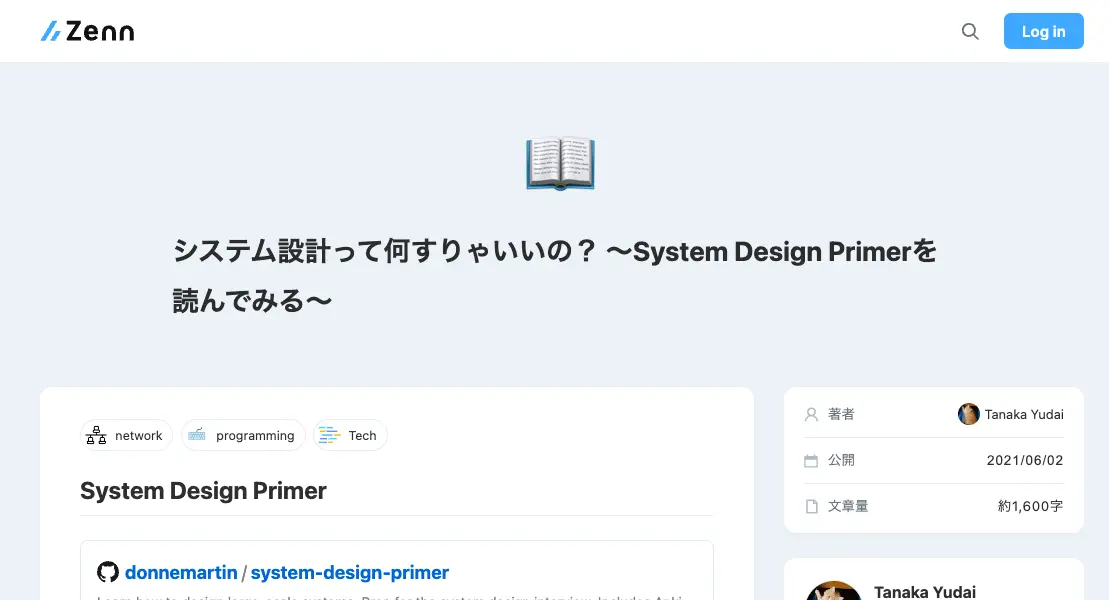 Zenn
Log in
システム設計って何すりゃいいの？ 〜System Design Primerを
読んでみる〜
network
programming
Tech
System Design Primer
donnemartin / system-design-primer
著者
Tanaka Yudai
公開
2021/06/02
文章量
約1,600字
Tanaka Yudai